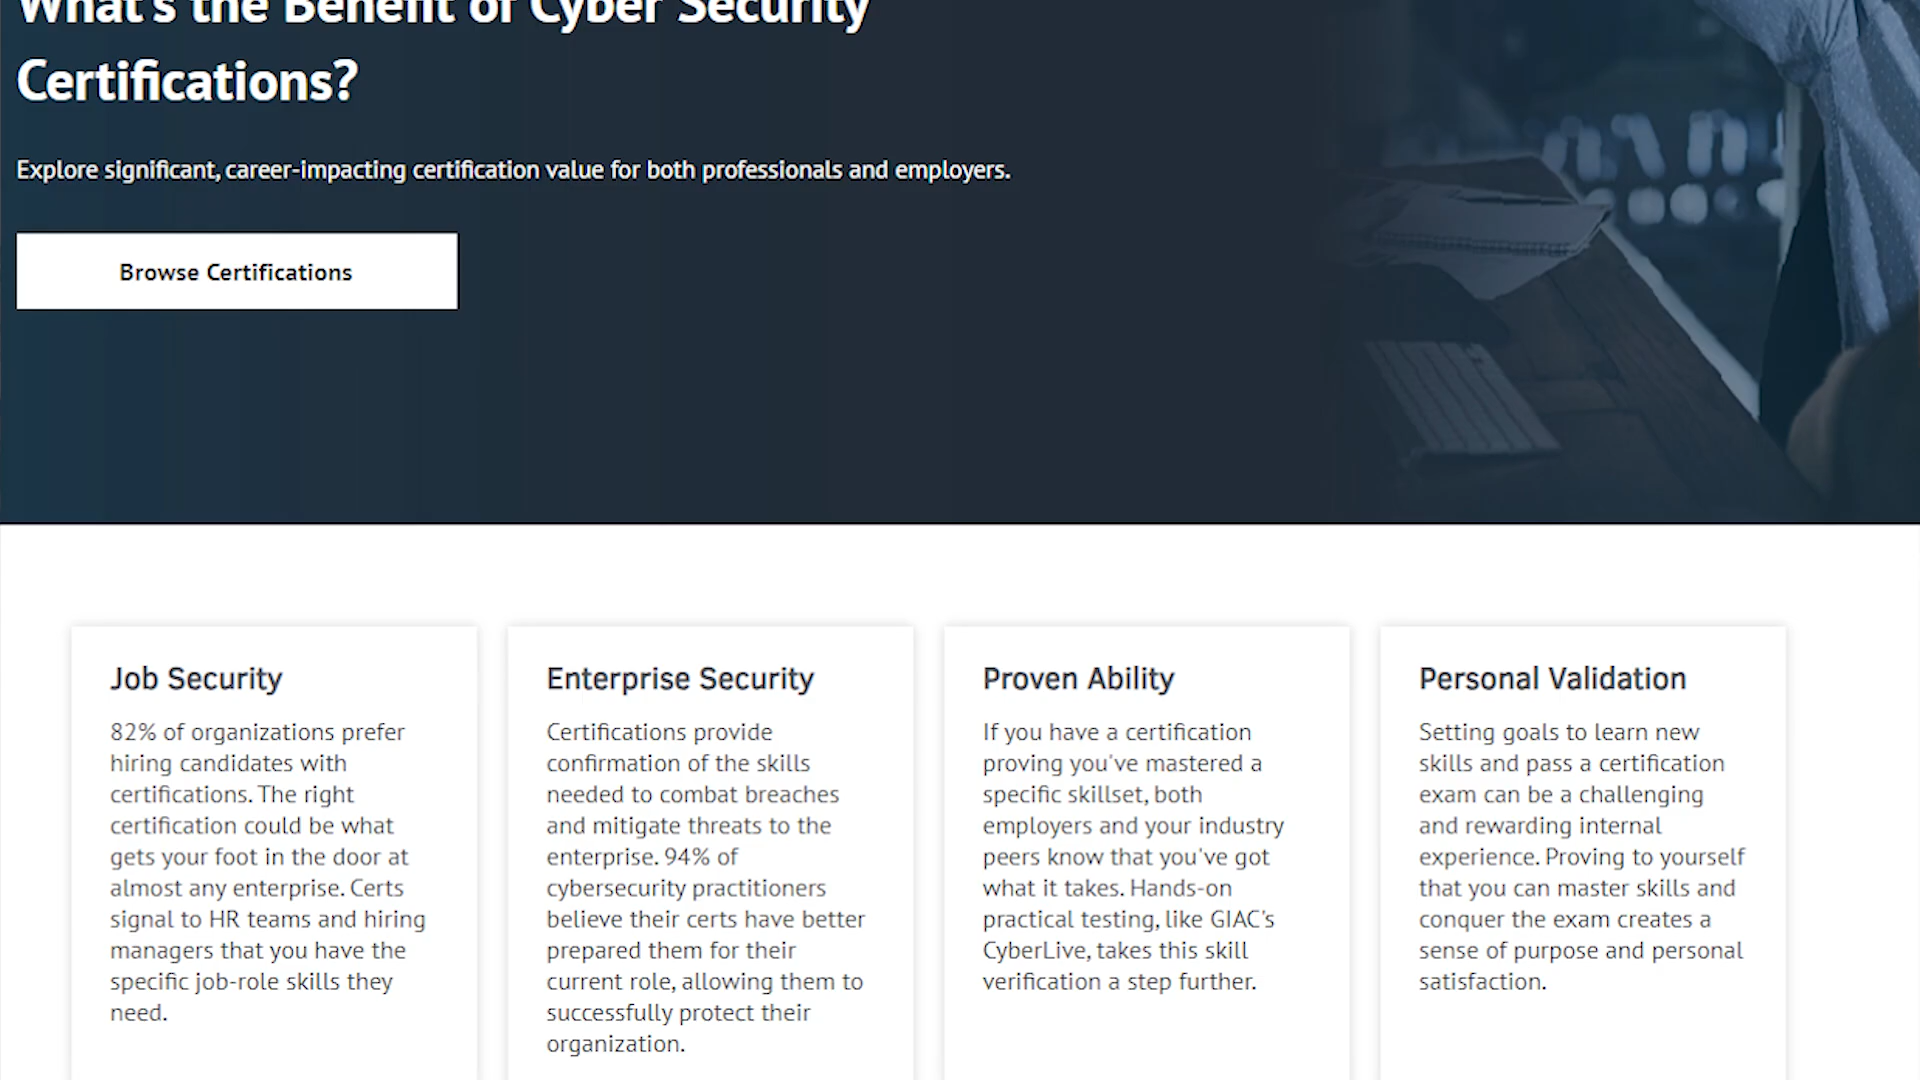 What's the Benefit of Cyber Security
Certifications?
Explore significant, career-impacting certification value for both professionals and employers.
Browse Certifications
Job Security
82% of organizations prefer
hiring candidates with
certifications. The right
certification could be what
gets your foot in the door at
almost any enterprise. Certs
signal to HR teams and hiring
managers that you have the
specific job-role skills they
need.
Enterprise Security
Certifications provide
confirmation of the skills
needed to combat breaches
and mitigate threats to the
enterprise. 94% of
cybersecurity practitioners
believe their certs have better
prepared them for their
current role, allowing them to
successfully protect their
organization.
Proven Ability
If you have a certification
proving you've mastered a
specific skillset, both
employers and your industry
peers know that you've got
what it takes. Hands-on
practical testing, like GIAC's
CyberLive, takes this skill
verification a step further.
Personal Validation
Setting goals to learn new
skills and pass a certification
exam can be a challenging
and rewarding internal
experience. Proving to yourself
that you can master skills and
conquer the exam creates a
sense of purpose and personal
satisfaction.